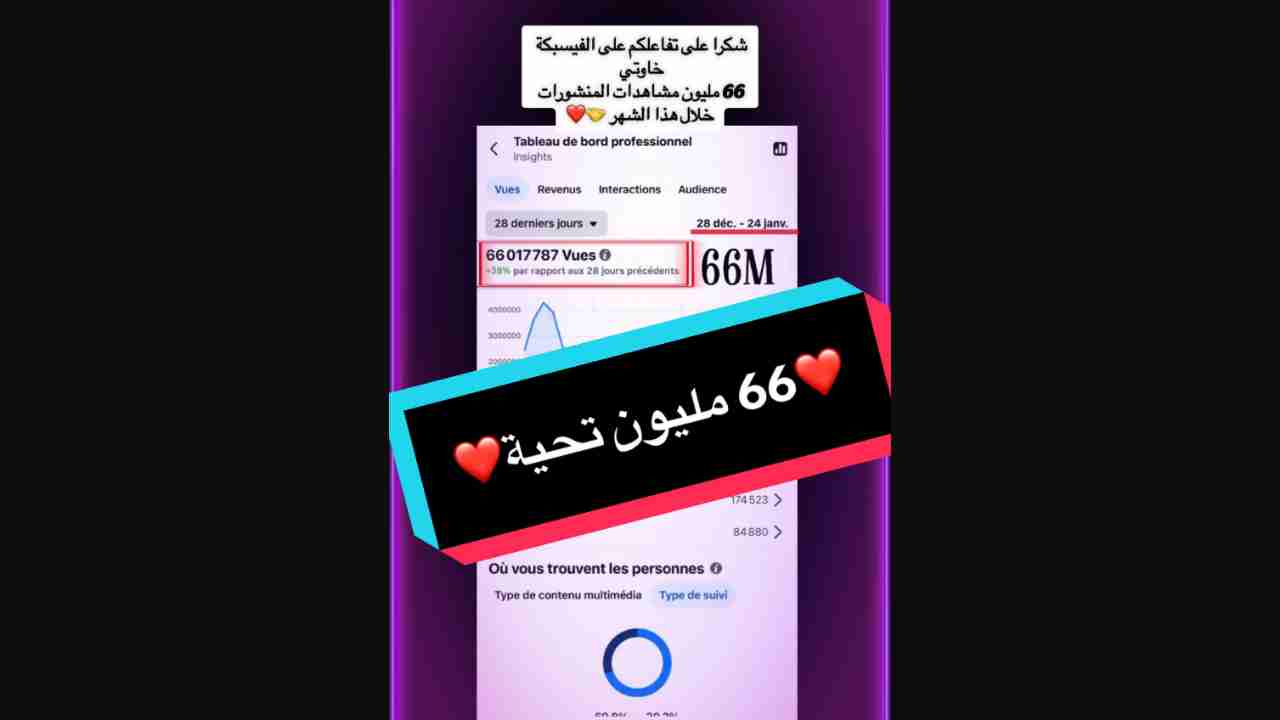 شكرا على تفاعلكم على الفيسبكة
خاوتي
66 مليون مشاهدات المنشورات
خلال هذا الشهر 🤝❤️
Tableau de bord professionnel
Insights
Vues Revenus Interactions Audience
28 derniers jours 28 déc. - 24 janv.
66 017 787 Vues 66M
+38% par rapport aux 28 jours précédents
4000000
3000000
❤️66 مليون تحية❤️
174 523
84 880
Où vous trouvent les personnes
Type de contenu multimédia Type de suivi